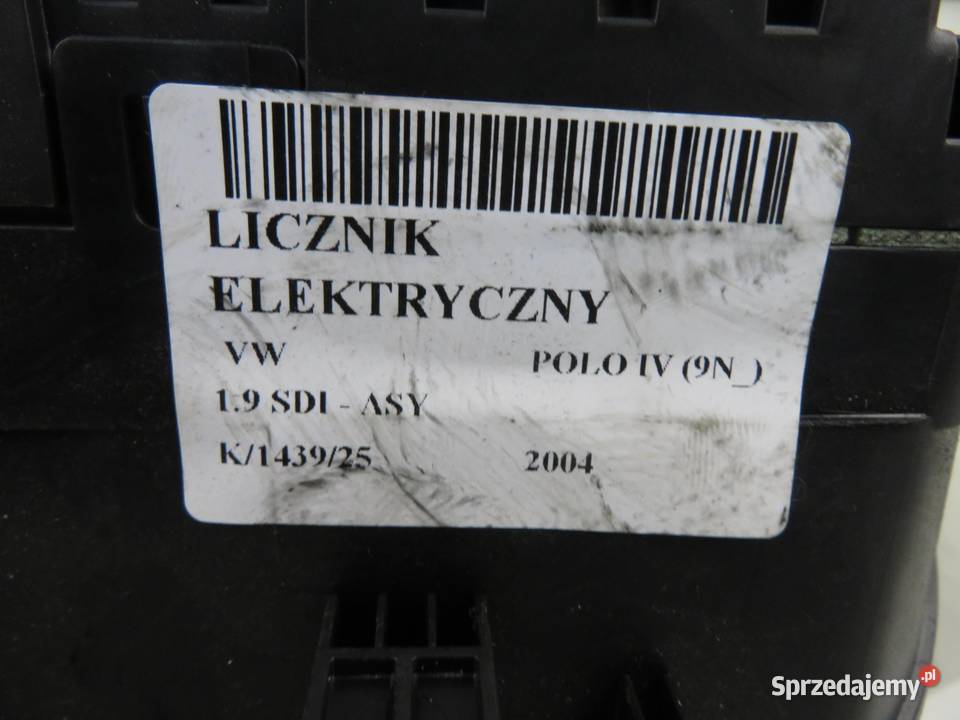 LICZNIK
ELEKTRYCZNY
VW POLO IV (9N_)
1.9 SDI - ASY
K/1439/25 2004
Sprzedajemy.pl